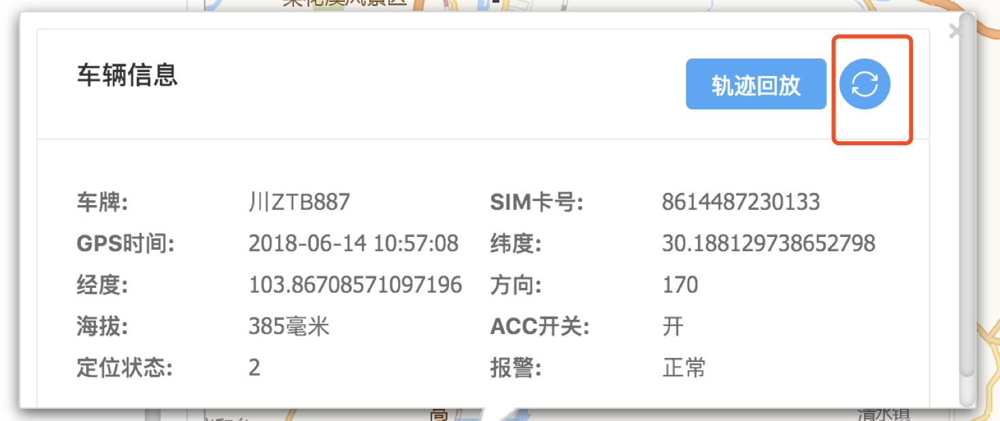 车辆信息
轨迹回放
车牌: 川ZTB887 SIM卡号: 8614487230133
GPS时间: 2018-06-14 10:57:08 纬度: 30.188129738652798
经度: 103.86708571097196 方向: 170
海拔: 385毫米 ACC开关: 开
定位状态: 2 报警: 正常
清水镇